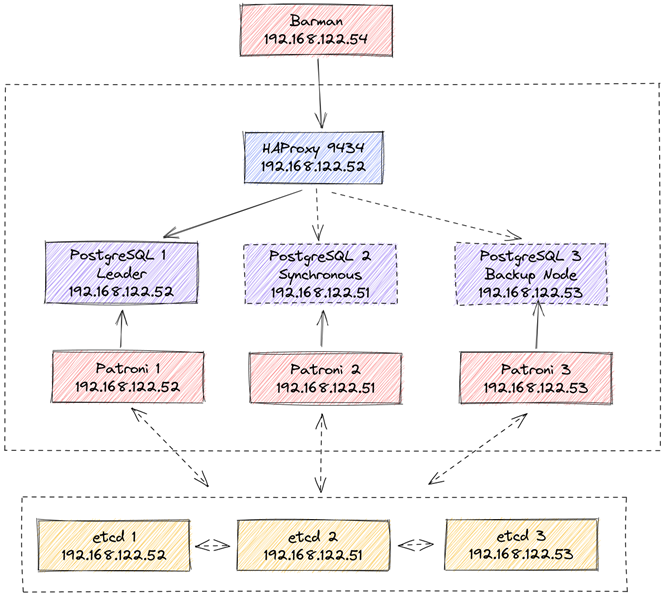 Barman
192.168.122.54
HAProxy 9434
192.168.122.52
PostgreSQL 1
Leader
192.168.122.52
PostgreSQL 2
Synchronous
192.168.122.51
PostgreSQL 3
Backup Node
192.168.122.53
Patroni 1
192.168.122.52
Patroni 2
192.168.122.51
Patroni 3
192.168.122.53
etcd 1
192.168.122.52
etcd 2
192.168.122.51
etcd 3
192.168.122.53